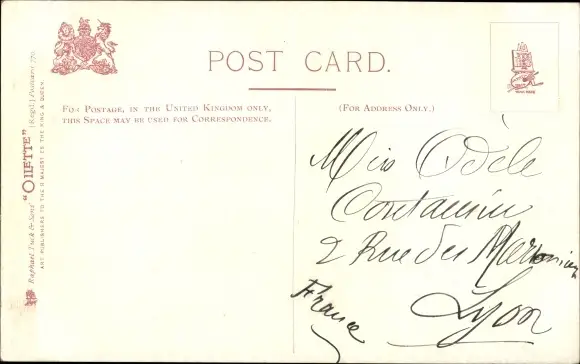 POST CARD.
FOR POSTAGE, IN THE UNITED KINGDOM ONLY,
THIS SPACE MAY BE USED FOR CORRESPONDENCE.
(FOR ADDRESS ONLY.)
Raphael Tuck & Sons' "OILETTE" [Regd.] Postcard
ART PUBLISHERS TO THEIR MAJESTIES THE KING & QUEEN.
Miss Odèle
2 Rue des
Lyon
France